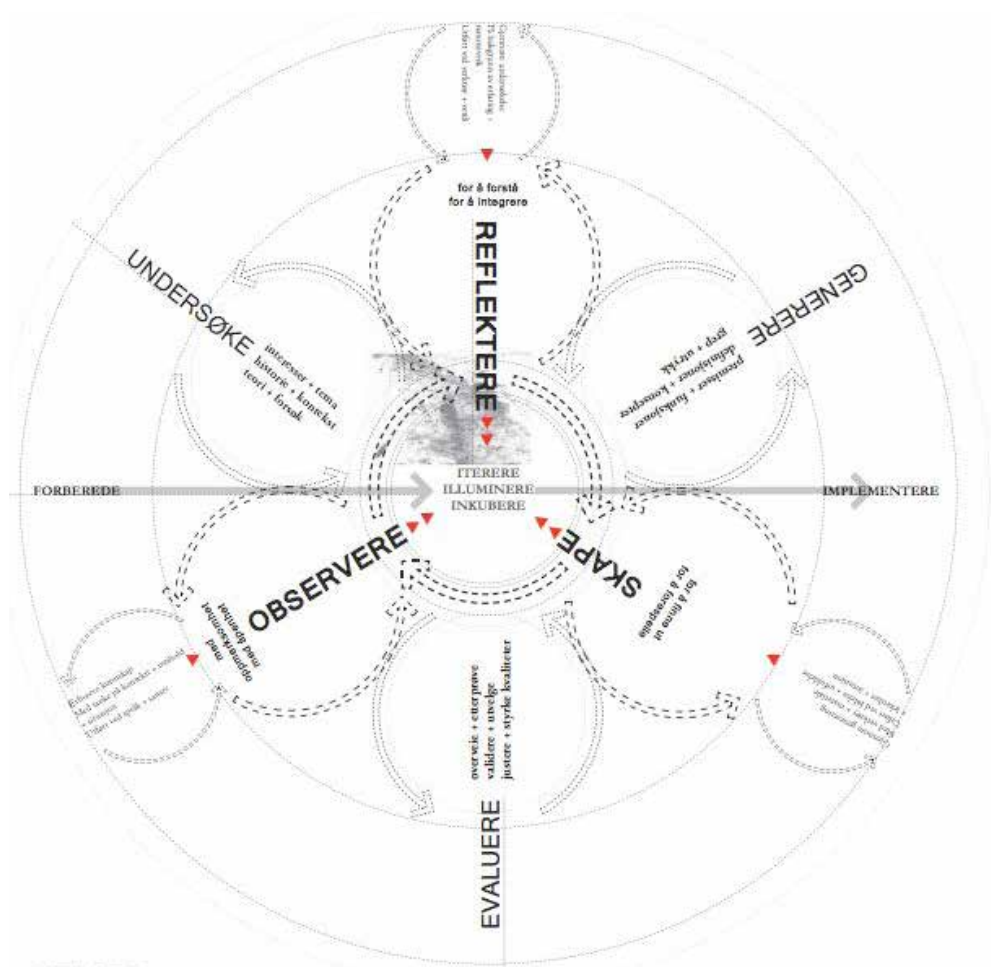 for å forstå
for å integrere
REFLEKTERE
UNDERSØKE
interesser + tema
historie + kontekst
teori + forsøk
GENERERE
premisser + funksjoner
definisjoner + konsepter
grep + uttrykk
FORBEREDE
ITERERE
ILLUMINERE
INKUBERE
IMPLEMENTERE
OBSERVERE
med
oppmerksomhet
med åpenhet
SKAPE
for å finne ut
for å forespeile
overveie + etterprøve
validere + utvelge
justere + styrke kvaliteter
EVALUERE